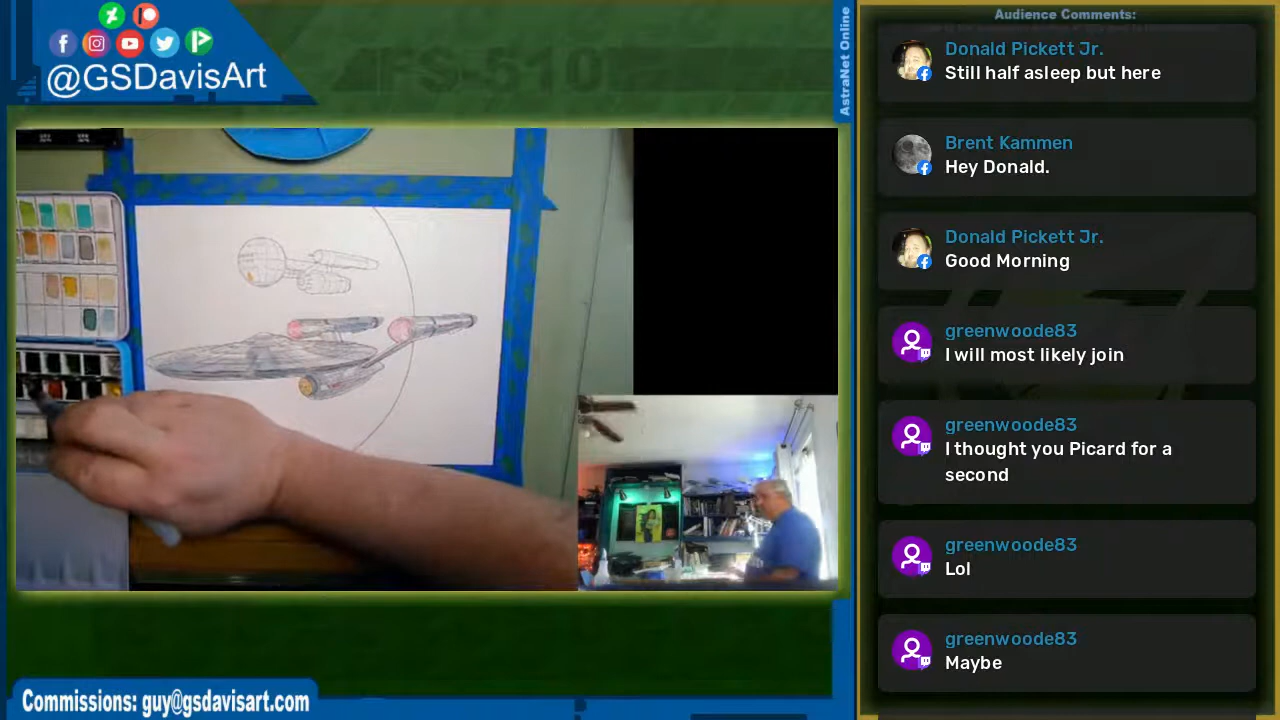 @GSDavisArt
AstraNet Online
Audience Comments:
Donald Pickett Jr.
Still half asleep but here
Brent Kammen
Hey Donald.
Donald Pickett Jr.
Good Morning
greenwoode83
I will most likely join
greenwoode83
I thought you Picard for a
second
greenwoode83
Lol
greenwoode83
Maybe
Commissions: guy@gsdavisart.com